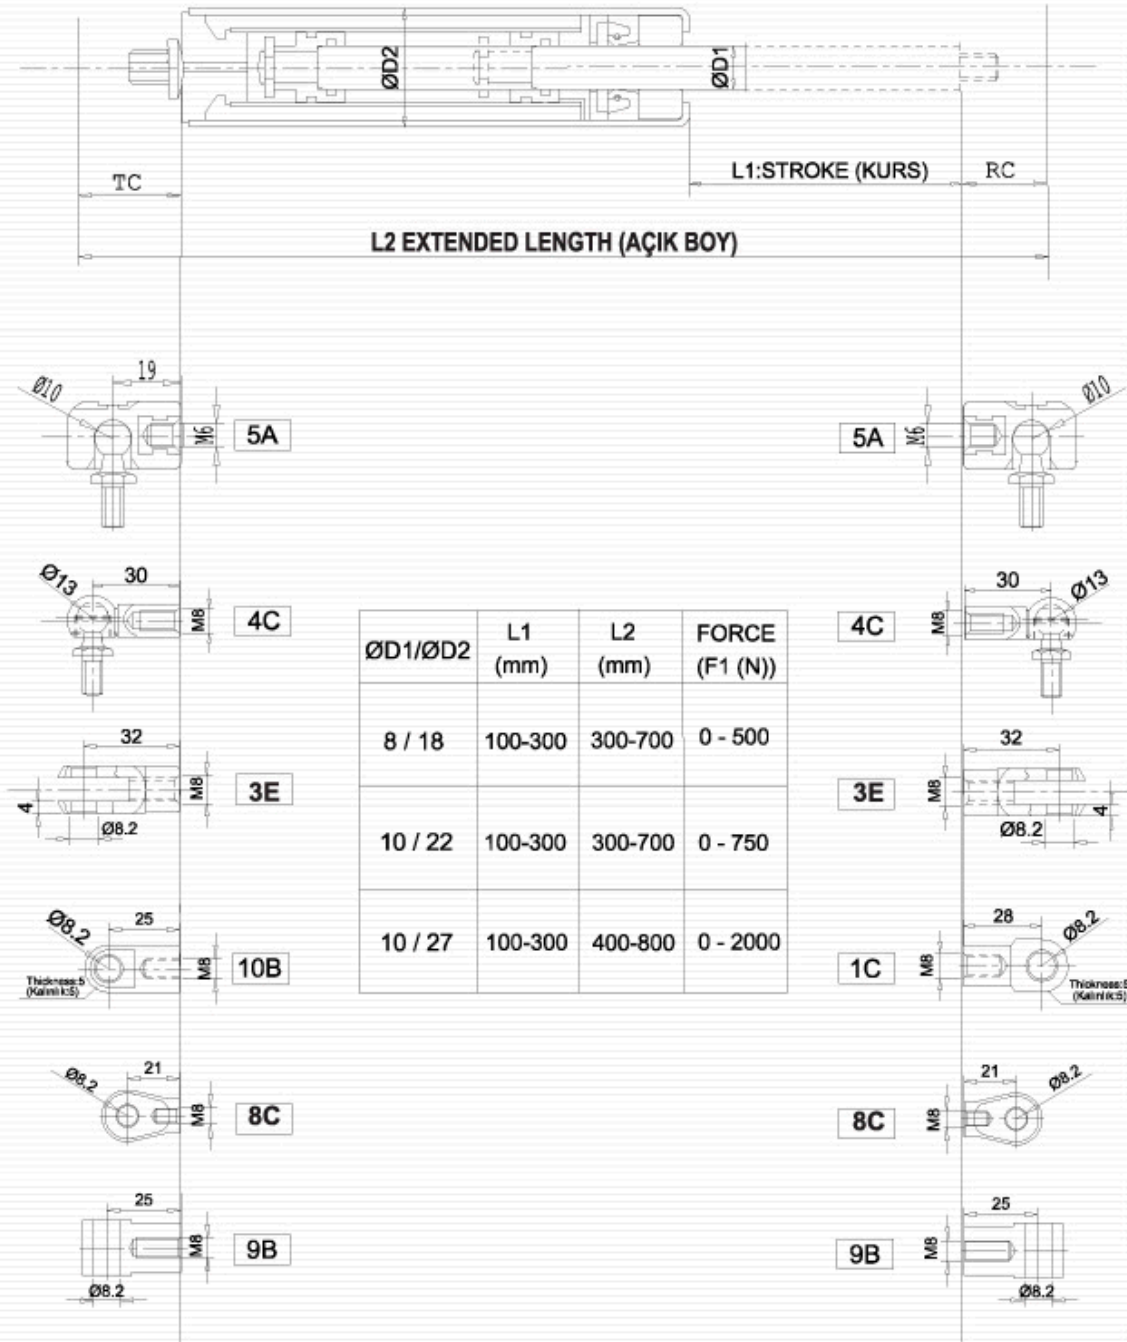 ØD2
ØD1
TC
L1:STROKE (KURS)
RC
L2 EXTENDED LENGTH (AÇIK BOY)
19
Ø10
M6
5A
5A
M6
Ø10
Ø13
30
M8
4C
4C
M8
30
Ø13
ØD1/ØD2
L1
(mm)
L2
(mm)
FORCE
(F1 (N))
8 / 18
100-300
300-700
0 - 500
10 / 22
100-300
300-700
0 - 750
10 / 27
100-300
400-800
0 - 2000
32
4
Ø8.2
M8
3E
3E
M8
32
Ø8.2
4
Ø8.2
25
Thickness:5
(Kalınlık:5)
M8
10B
1C
M8
28
Ø8.2
Thickness:5
(Kalınlık:5)
Ø8.2
21
M8
8C
8C
M8
21
Ø8.2
25
M8
Ø8.2
9B
9B
M8
25
Ø8.2